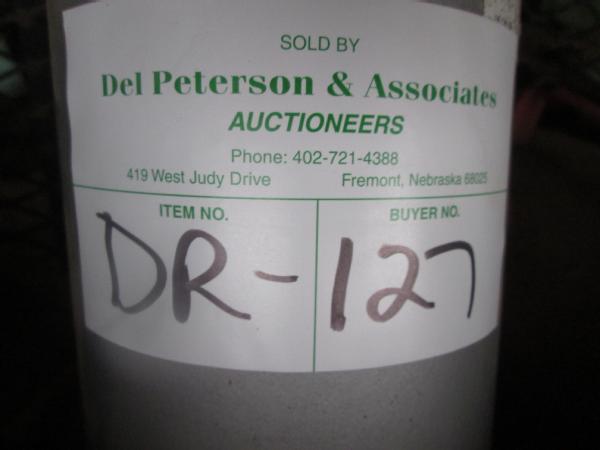 SOLD BY
Del Peterson & Associates
AUCTIONEERS
Phone: 402-721-4388
419 West Judy Drive Fremont, Nebraska 68025
ITEM NO. BUYER NO.
DR-127